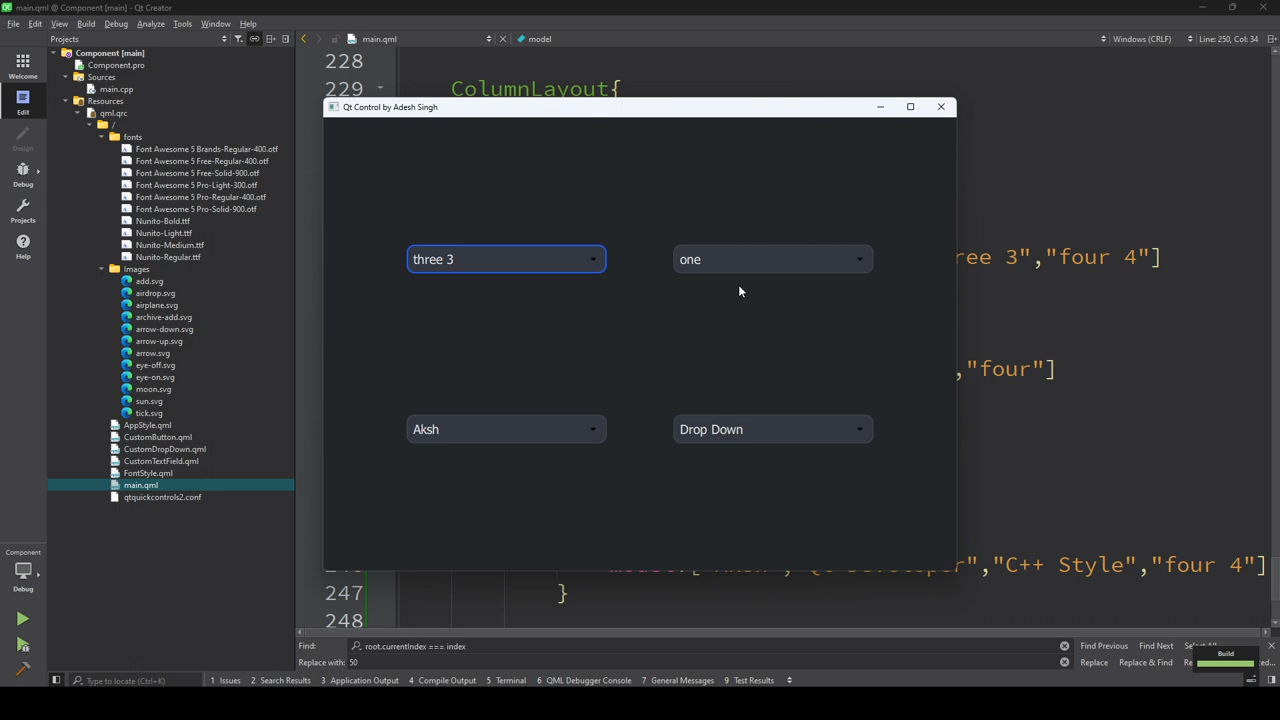 main.qml @ Component [main] - Qt Creator
File Edit View Build Debug Analyze Tools Window Help
Projects
main.qml
model
Windows (CRLF)
Line: 250, Col: 34
Welcome
Edit
Design
Debug
Projects
Help
Component
Debug
Component [main]
Component.pro
Sources
main.cpp
Resources
qml.qrc
/
fonts
Font Awesome 5 Brands-Regular-400.otf
Font Awesome 5 Free-Regular-400.otf
Font Awesome 5 Free-Solid-900.otf
Font Awesome 5 Pro-Light-300.otf
Font Awesome 5 Pro-Regular-400.otf
Font Awesome 5 Pro-Solid-900.otf
Nunito-Bold.ttf
Nunito-Light.ttf
Nunito-Medium.ttf
Nunito-Regular.ttf
Images
add.svg
airdrop.svg
airplane.svg
archive-add.svg
arrow-down.svg
arrow-up.svg
arrow.svg
eye-off.svg
eye-on.svg
moon.svg
sun.svg
tick.svg
AppStyle.qml
CustomButton.qml
CustomDropDown.qml
CustomTextField.qml
FontStyle.qml
main.qml
qtquickcontrols2.conf
228
229 ColumnLayout{
Qt Control by Adesh Singh
three 3
one
Aksh
Drop Down
ree 3","four 4"]
,"four"]
","C++ Style","four 4"]
247 }
248
Find: root.currentIndex === index
Find Previous Find Next
Replace with: 50
Replace Replace & Find
Build
Type to locate (Ctrl+K)
1 Issues 2 Search Results 3 Application Output 4 Compile Output 5 Terminal 6 QML Debugger Console 7 General Messages 9 Test Results